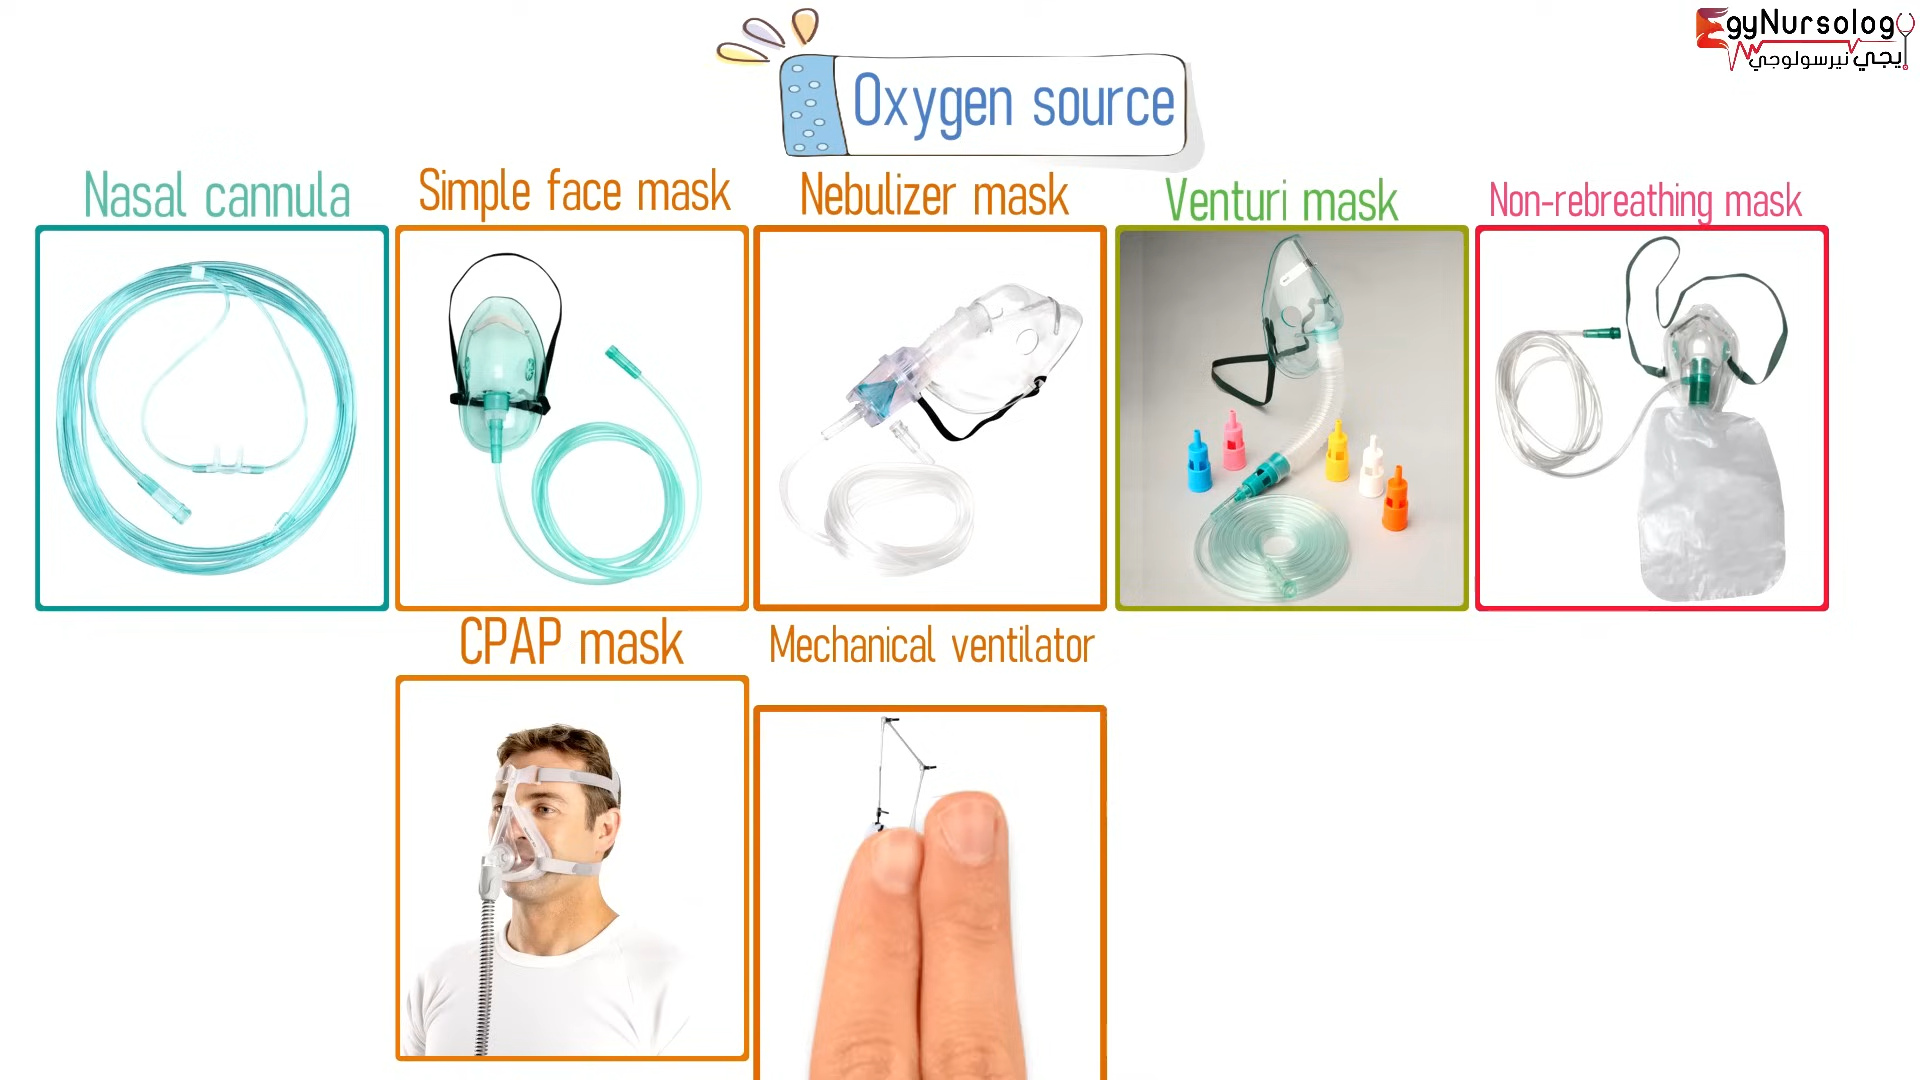 EgyNursology
إيجي نيرسولوجي
Oxygen source
Nasal cannula
Simple face mask
Nebulizer mask
Venturi mask
Non-rebreathing mask
CPAP mask
Mechanical ventilator